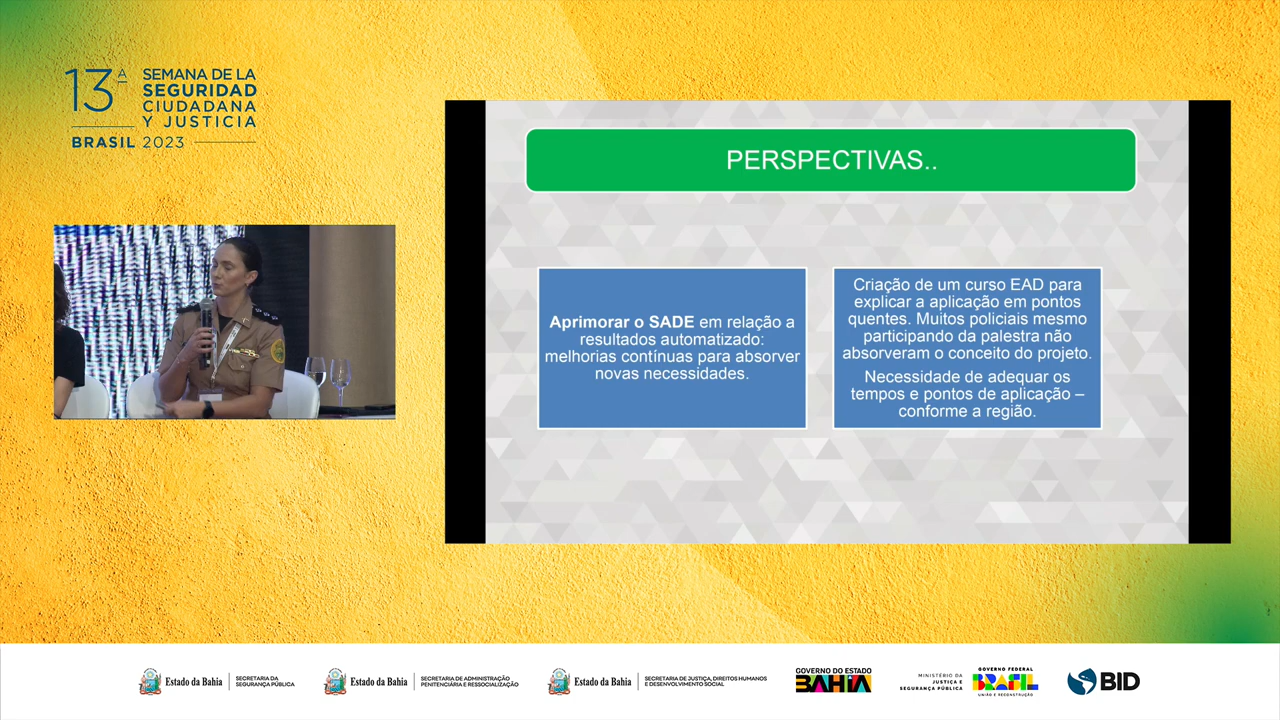 13ª
SEMANA DE LA
SEGURIDAD
CIUDADANA
Y JUSTICIA
BRASIL 2023
PERSPECTIVAS..
Aprimorar o SADE em relação a
resultados automatizado:
melhorias contínuas para absorver
novas necessidades.
Criação de um curso EAD para
explicar a aplicação em pontos
quentes. Muitos policiais mesmo
participando da palestra não
absorveram o conceito do projeto.
Necessidade de adequar os
tempos e pontos de aplicação –
conforme a região.
Estado da Bahia
SECRETARIA DA
SEGURANÇA PÚBLICA
Estado da Bahia
SECRETARIA DE ADMINISTRAÇÃO
PENITENCIÁRIA E RESSOCIALIZAÇÃO
Estado da Bahia
SECRETARIA DE JUSTIÇA, DIREITOS HUMANOS
E DESENVOLVIMENTO SOCIAL
GOVERNO DO ESTADO
BAHIA
MINISTÉRIO DA
JUSTIÇA E
SEGURANÇA PÚBLICA
GOVERNO FEDERAL
BRASIL
UNIÃO E RECONSTRUÇÃO
BID